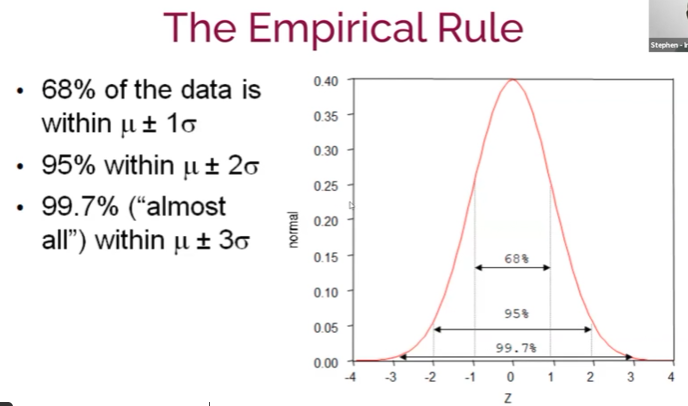 The Empirical Rule
Stephen - I
• 68% of the data is
within μ ± 1σ
• 95% within μ ± 2σ
• 99.7% (“almost
all”) within μ ± 3σ
0.40
0.35
0.30
0.25
0.20
0.15
0.10
0.05
0.00
normal
68%
95%
99.7%
-4 -3 -2 -1 0 1 2 3 4
Z